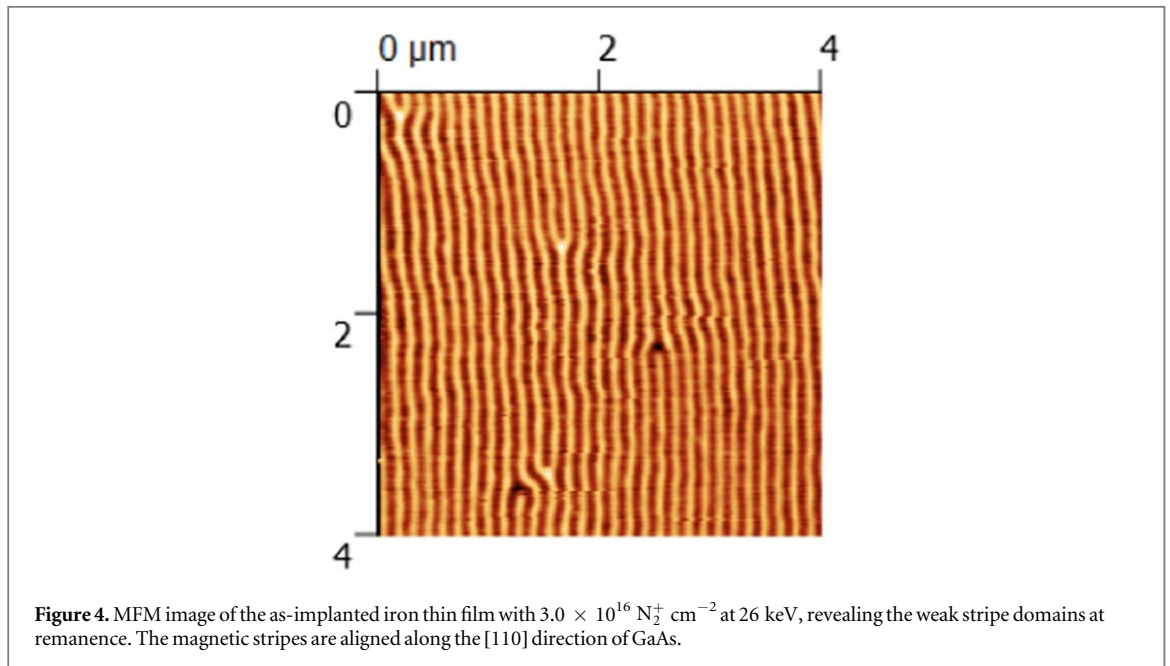 0 μm 2 4
0
2
4
Figure 4. MFM image of the as-implanted iron thin film with 3.0 × 10¹⁶ N₂⁺ cm⁻² at 26 keV, revealing the weak stripe domains at
remanence. The magnetic stripes are aligned along the [110] direction of GaAs.